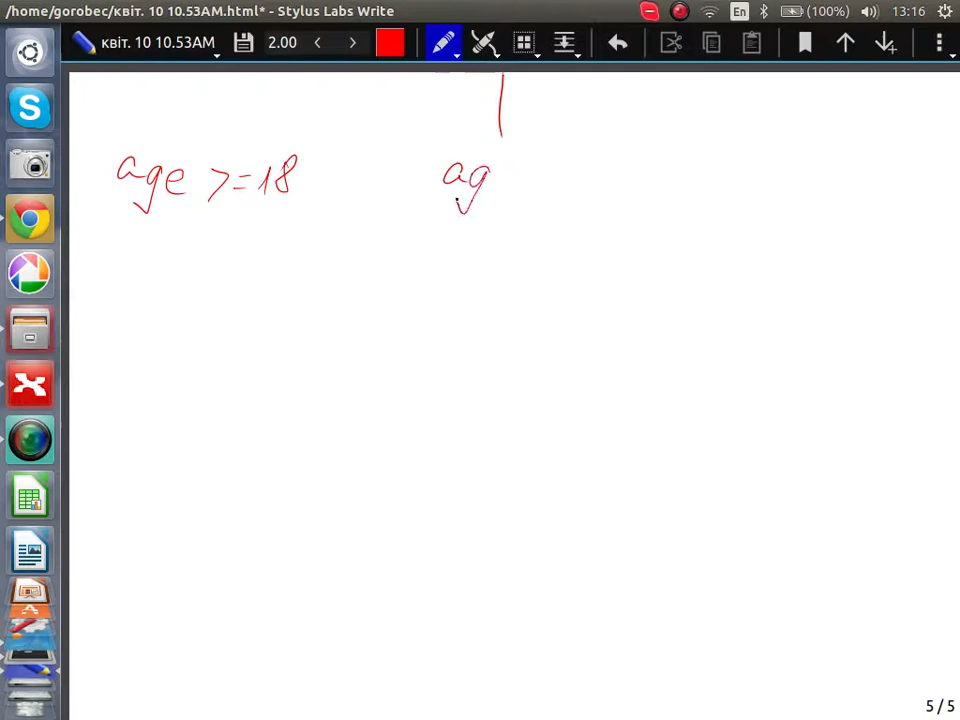 /home/gorobec/квіт. 10 10.53AM.html* - Stylus Labs Write
En (100%) 13:16
квіт. 10 10.53AM 2.00
age >=18 ag
5 / 5